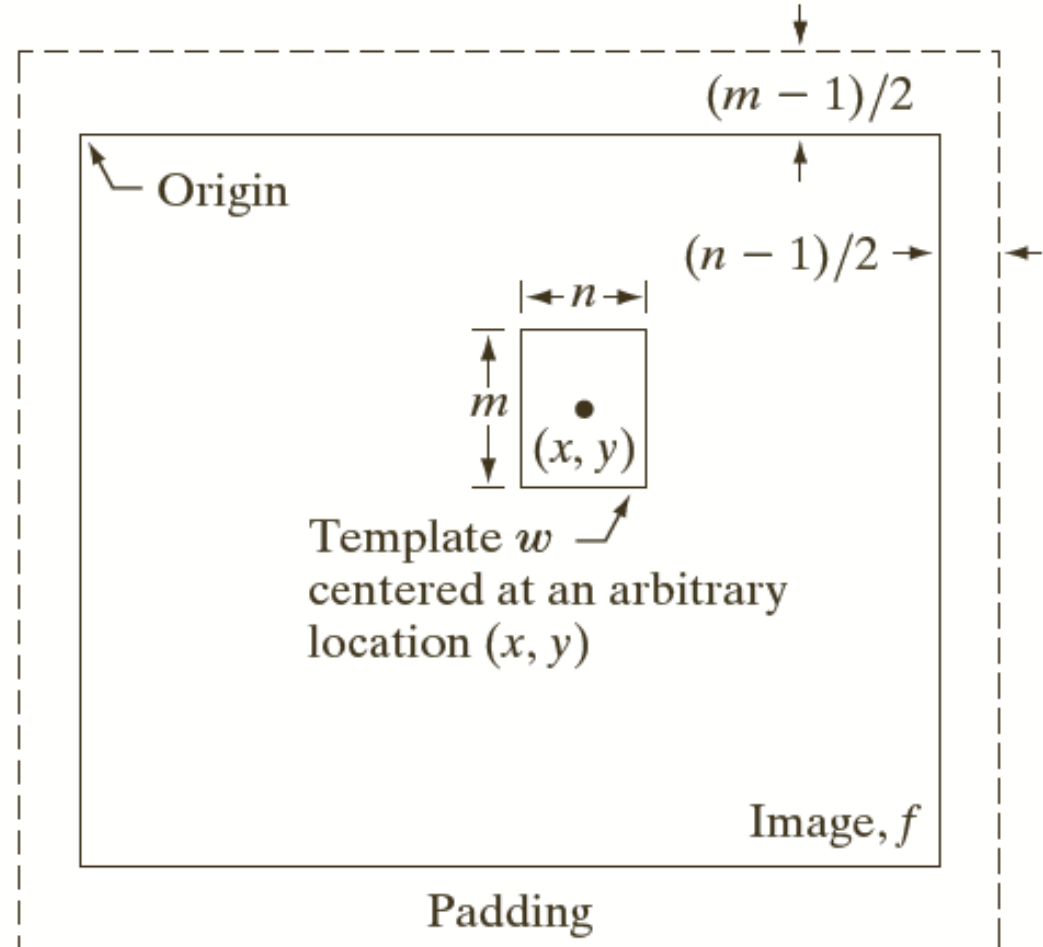 (m − 1)/2
Origin
(n − 1)/2
n
m
(x, y)
Template w
centered at an arbitrary
location (x, y)
Image, f
Padding